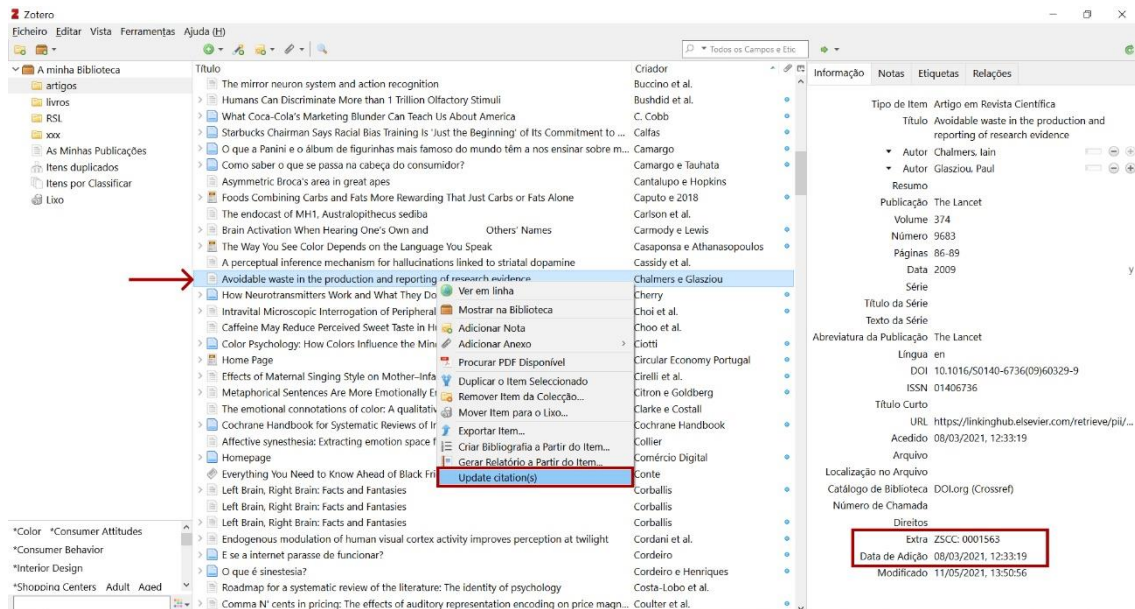 Zotero
Ficheiro Editar Vista Ferramentas Ajuda (H)
Todos os Campos e Etic
A minha Biblioteca
artigos
livros
RSL
xxx
As Minhas Publicações
Itens duplicados
Itens por Classificar
Lixo
*Color *Consumer Attitudes
*Consumer Behavior
*Interior Design
*Shopping Centers Adult Aged
Título Criador
The mirror neuron system and action recognition Buccino et al.
Humans Can Discriminate More than 1 Trillion Olfactory Stimuli Bushdid et al.
What Coca-Cola's Marketing Blunder Can Teach Us About America C. Cobb
Starbucks Chairman Says Racial Bias Training Is 'Just the Beginning' of Its Commitment to ... Calfas
O que a Panini e o álbum de figurinhas mais famoso do mundo têm a nos ensinar sobre m... Camargo
Como saber o que se passa na cabeça do consumidor? Camargo e Tauhata
Asymmetric Broca's area in great apes Cantalupo e Hopkins
Foods Combining Carbs and Fats More Rewarding That Just Carbs or Fats Alone Caputo e 2018
The endocast of MH1, Australopithecus sediba Carlson et al.
Brain Activation When Hearing One's Own and Others' Names Carmody e Lewis
The Way You See Color Depends on the Language You Speak Casaponsa e Athanasopoulos
A perceptual inference mechanism for hallucinations linked to striatal dopamine Cassidy et al.
Avoidable waste in the production and reporting of research evidence Chalmers e Glasziou
How Neurotransmitters Work and What They Do Cherry
Intravital Microscopic Interrogation of Peripheral Choi et al.
Caffeine May Reduce Perceived Sweet Taste in H Choo et al.
Color Psychology: How Colors Influence the Min Ciotti
Home Page Circular Economy Portugal
Effects of Maternal Singing Style on Mother–Infa Cirelli et al.
Metaphorical Sentences Are More Emotionally E Citron e Goldberg
The emotional connotations of color: A qualitati Clarke e Costall
Cochrane Handbook for Systematic Reviews of Ir Cochrane Handbook
Affective synesthesia: Extracting emotion space f Collier
Homepage Comércio Digital
Everything You Need to Know Ahead of Black Fri Conte
Left Brain, Right Brain: Facts and Fantasies Corballis
Left Brain, Right Brain: Facts and Fantasies Corballis
Left Brain, Right Brain: Facts and Fantasies Corballis
Endogenous modulation of human visual cortex activity improves perception at twilight Cordani et al.
E se a internet parasse de funcionar? Cordeiro
O que é sinestesia? Cordeiro e Henriques
Roadmap for a systematic review of the literature: The identity of psychology Costa-Lobo et al.
Comma N' cents in pricing: The effects of auditory representation encoding on price magn... Coulter et al.
Ver em linha
Mostrar na Biblioteca
Adicionar Nota
Adicionar Anexo
Procurar PDF Disponível
Duplicar o Item Seleccionado
Remover Item da Colecção...
Mover Item para o Lixo...
Exportar Item...
Criar Bibliografia a Partir do Item...
Gerar Relatório a Partir do Item...
Update citation(s)
Informação Notas Etiquetas Relações
Tipo de Item Artigo em Revista Científica
Título Avoidable waste in the production and
reporting of research evidence
Autor Chalmers, Iain
Autor Glasziou, Paul
Resumo
Publicação The Lancet
Volume 374
Número 9683
Páginas 86-89
Data 2009 y
Série
Título da Série
Texto da Série
Abreviatura da Publicação The Lancet
Língua en
DOI 10.1016/S0140-6736(09)60329-9
ISSN 01406736
Título Curto
URL https://linkinghub.elsevier.com/retrieve/pii/...
Acedido 08/03/2021, 12:33:19
Arquivo
Localização no Arquivo
Catálogo de Biblioteca DOI.org (Crossref)
Número de Chamada
Direitos
Extra ZSCC: 0001563
Data de Adição 08/03/2021, 12:33:19
Modificado 11/05/2021, 13:50:56